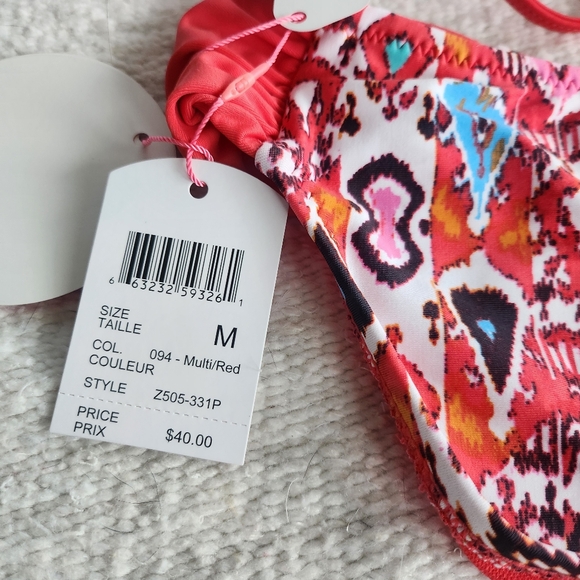 6 63232 59326 1
SIZE
TAILLE M
COL. 094 - Multi/Red
COULEUR
STYLE Z505-331P
PRICE
PRIX $40.00